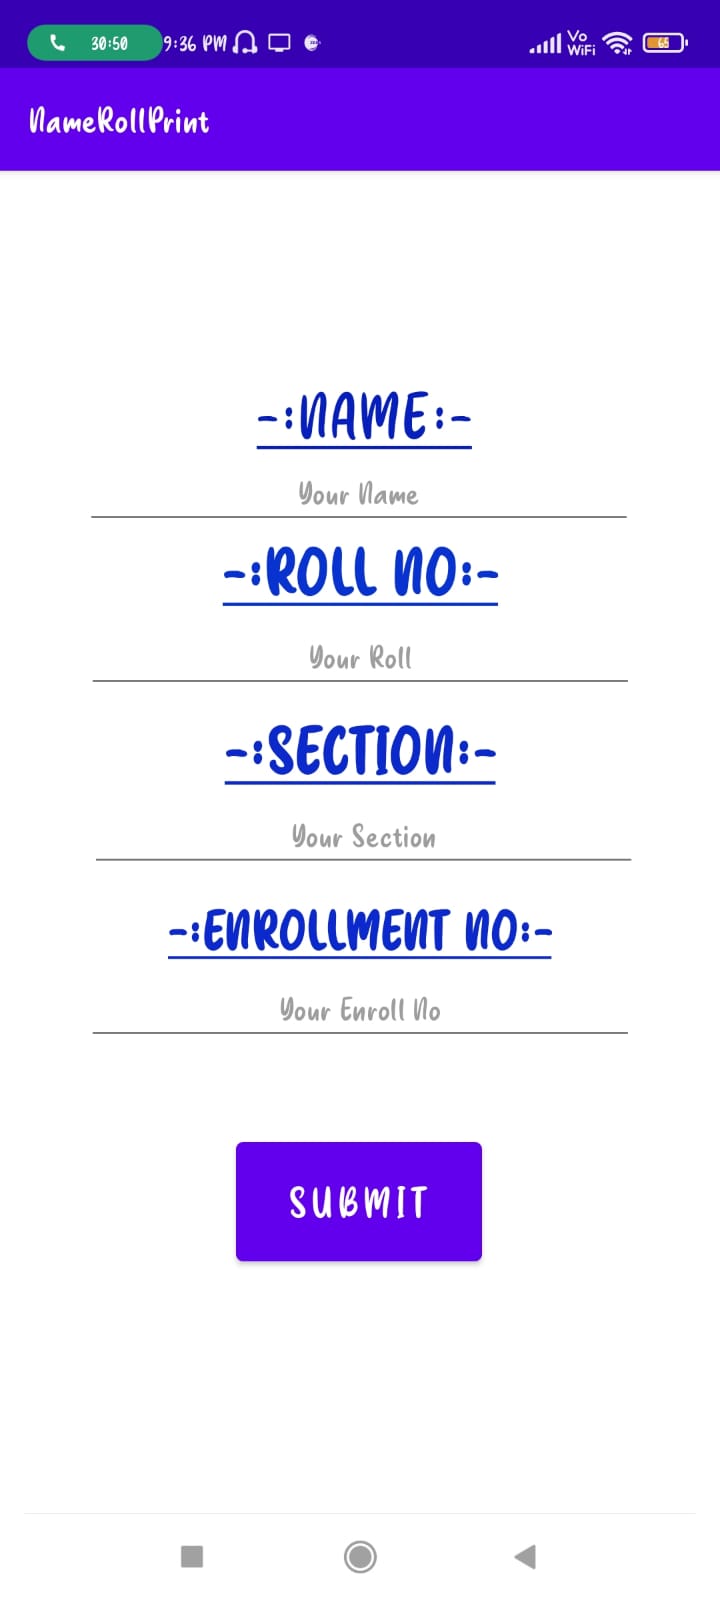 30:50 9:36 PM Vo WiFi 65
NameRollPrint
-:NAME:-
Your Name
-:ROLL NO:-
Your Roll
-:SECTION:-
Your Section
-:ENROLLMENT NO:-
Your Enroll No
SUBMIT